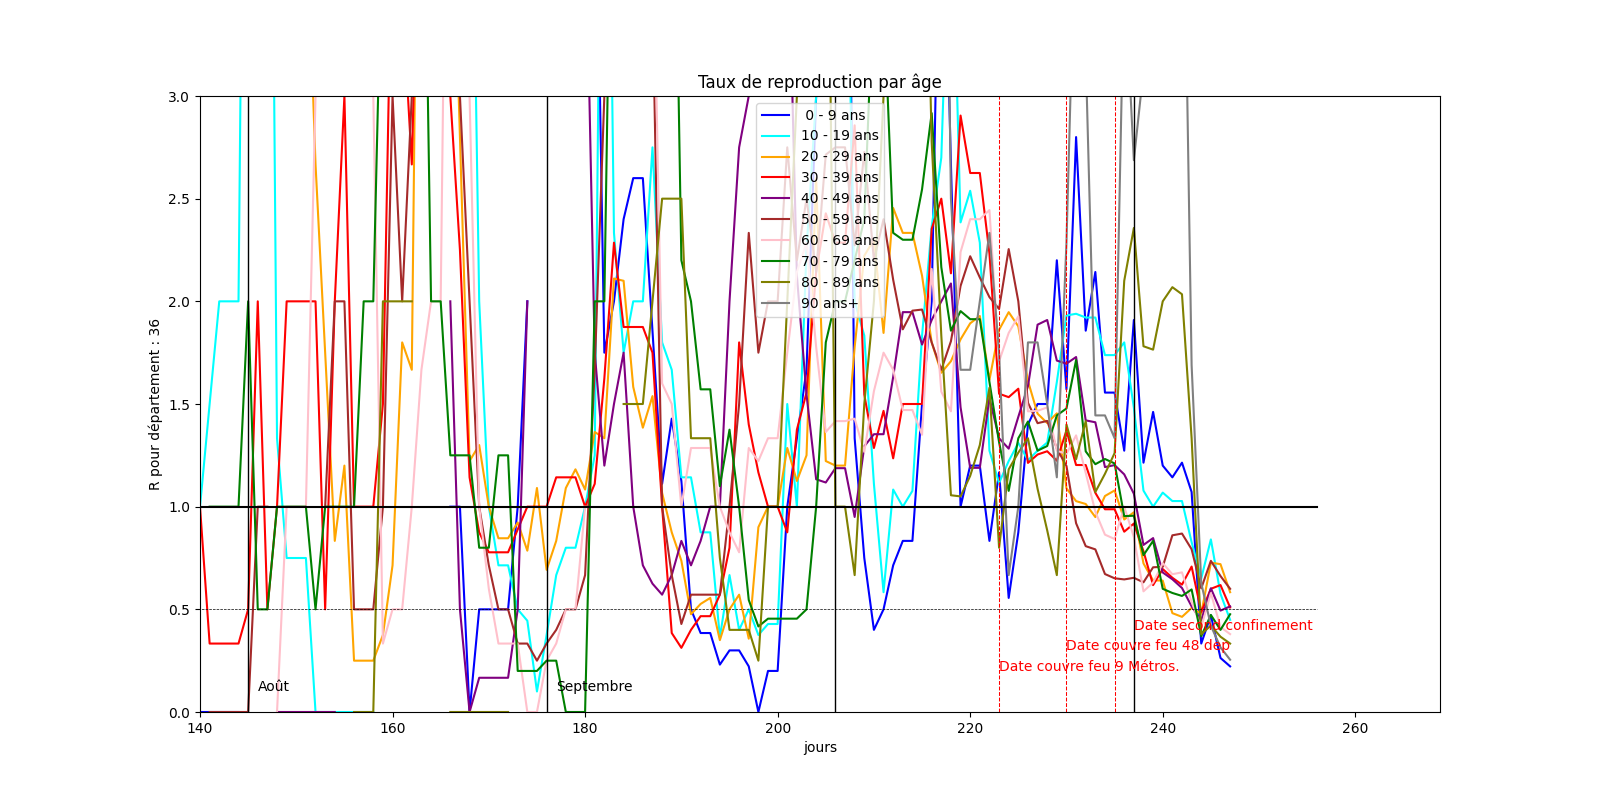 Taux de reproduction par âge
R pour département : 36
3.0
2.5
2.0
1.5
1.0
0.5
0.0
0 - 9 ans
10 - 19 ans
20 - 29 ans
30 - 39 ans
40 - 49 ans
50 - 59 ans
60 - 69 ans
70 - 79 ans
80 - 89 ans
90 ans+
Date second confinement
Date couvre feu 48 dep
Date couvre feu 9 Métros.
Août
Septembre
140
160
180
200
220
240
260
jours